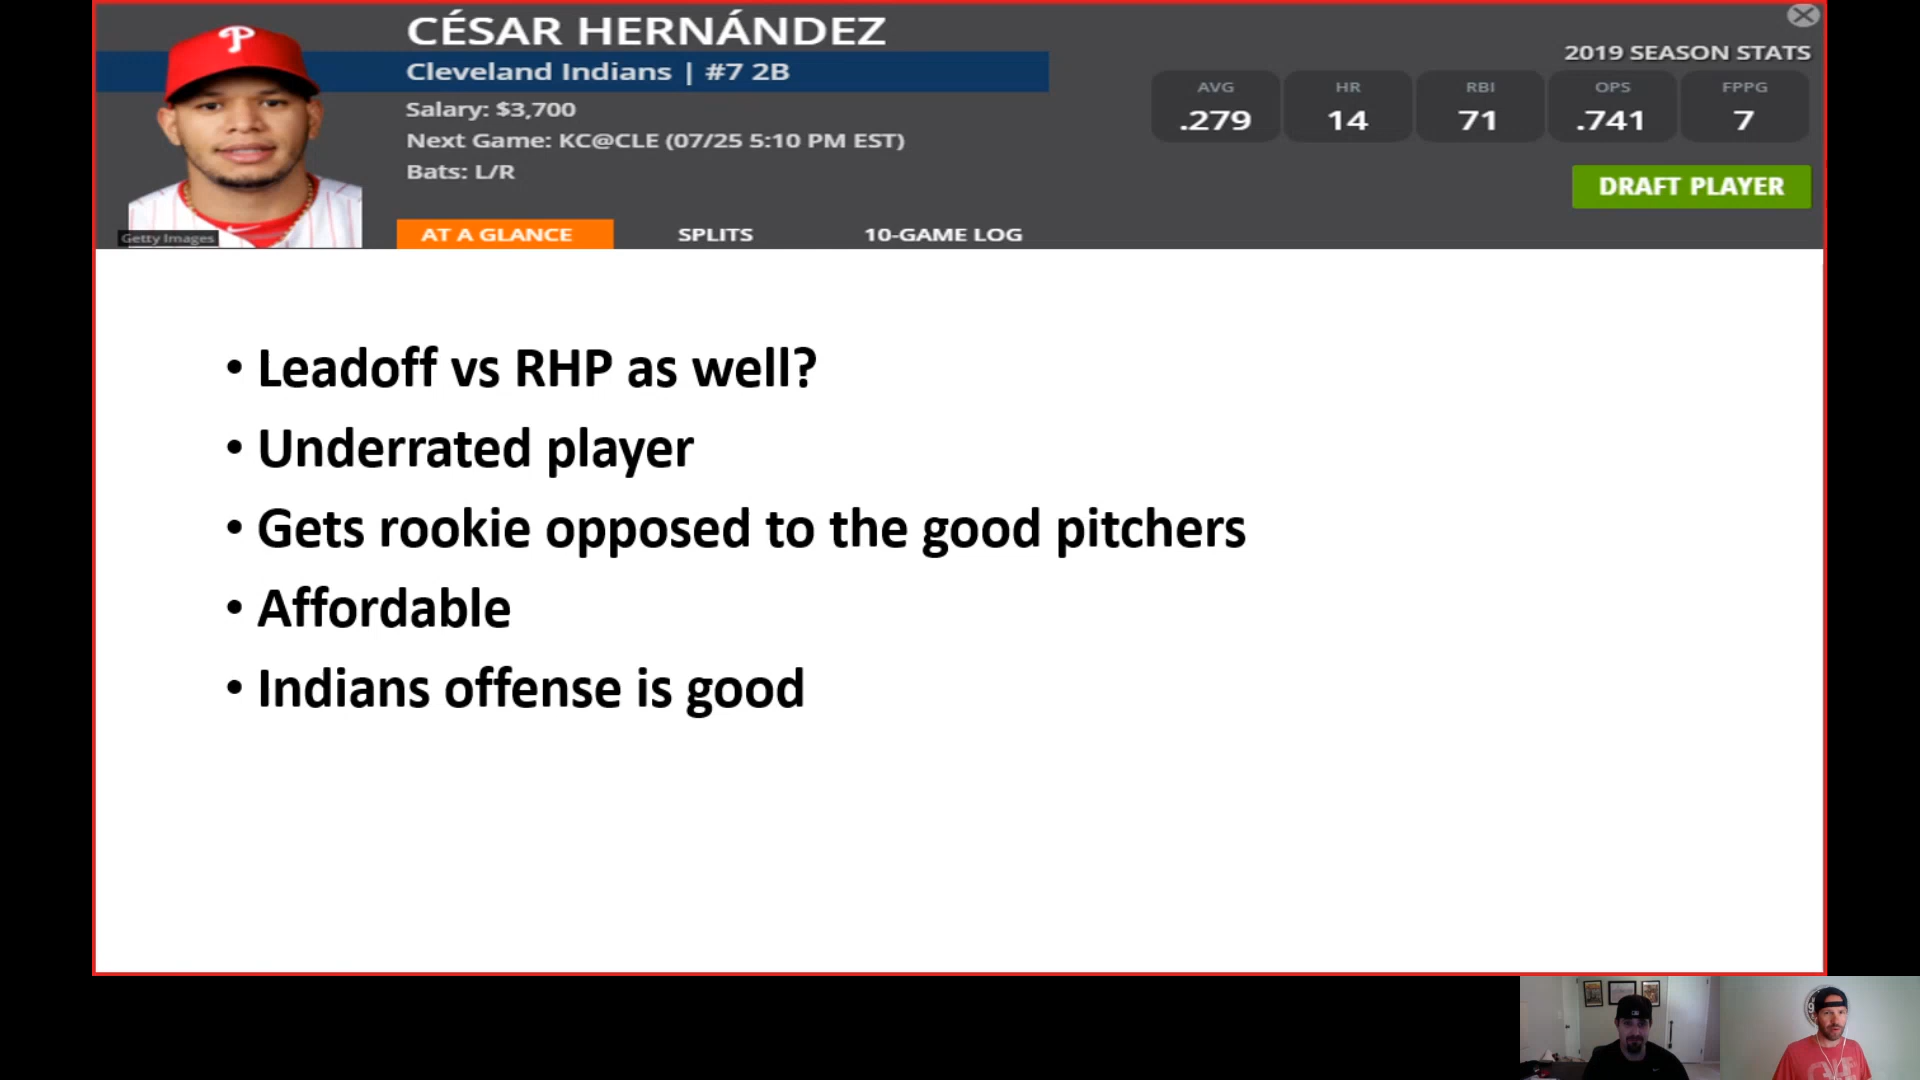 CÉSAR HERNÁNDEZ
Cleveland Indians | #7 2B
Salary: $3,700
Next Game: KC@CLE (07/25 5:10 PM EST)
Bats: L/R
2019 SEASON STATS
AVG HR RBI OPS FPPG
.279 14 71 .741 7
DRAFT PLAYER
P
Getty Images
AT A GLANCE SPLITS 10-GAME LOG
• Leadoff vs RHP as well?
• Underrated player
• Gets rookie opposed to the good pitchers
• Affordable
• Indians offense is good